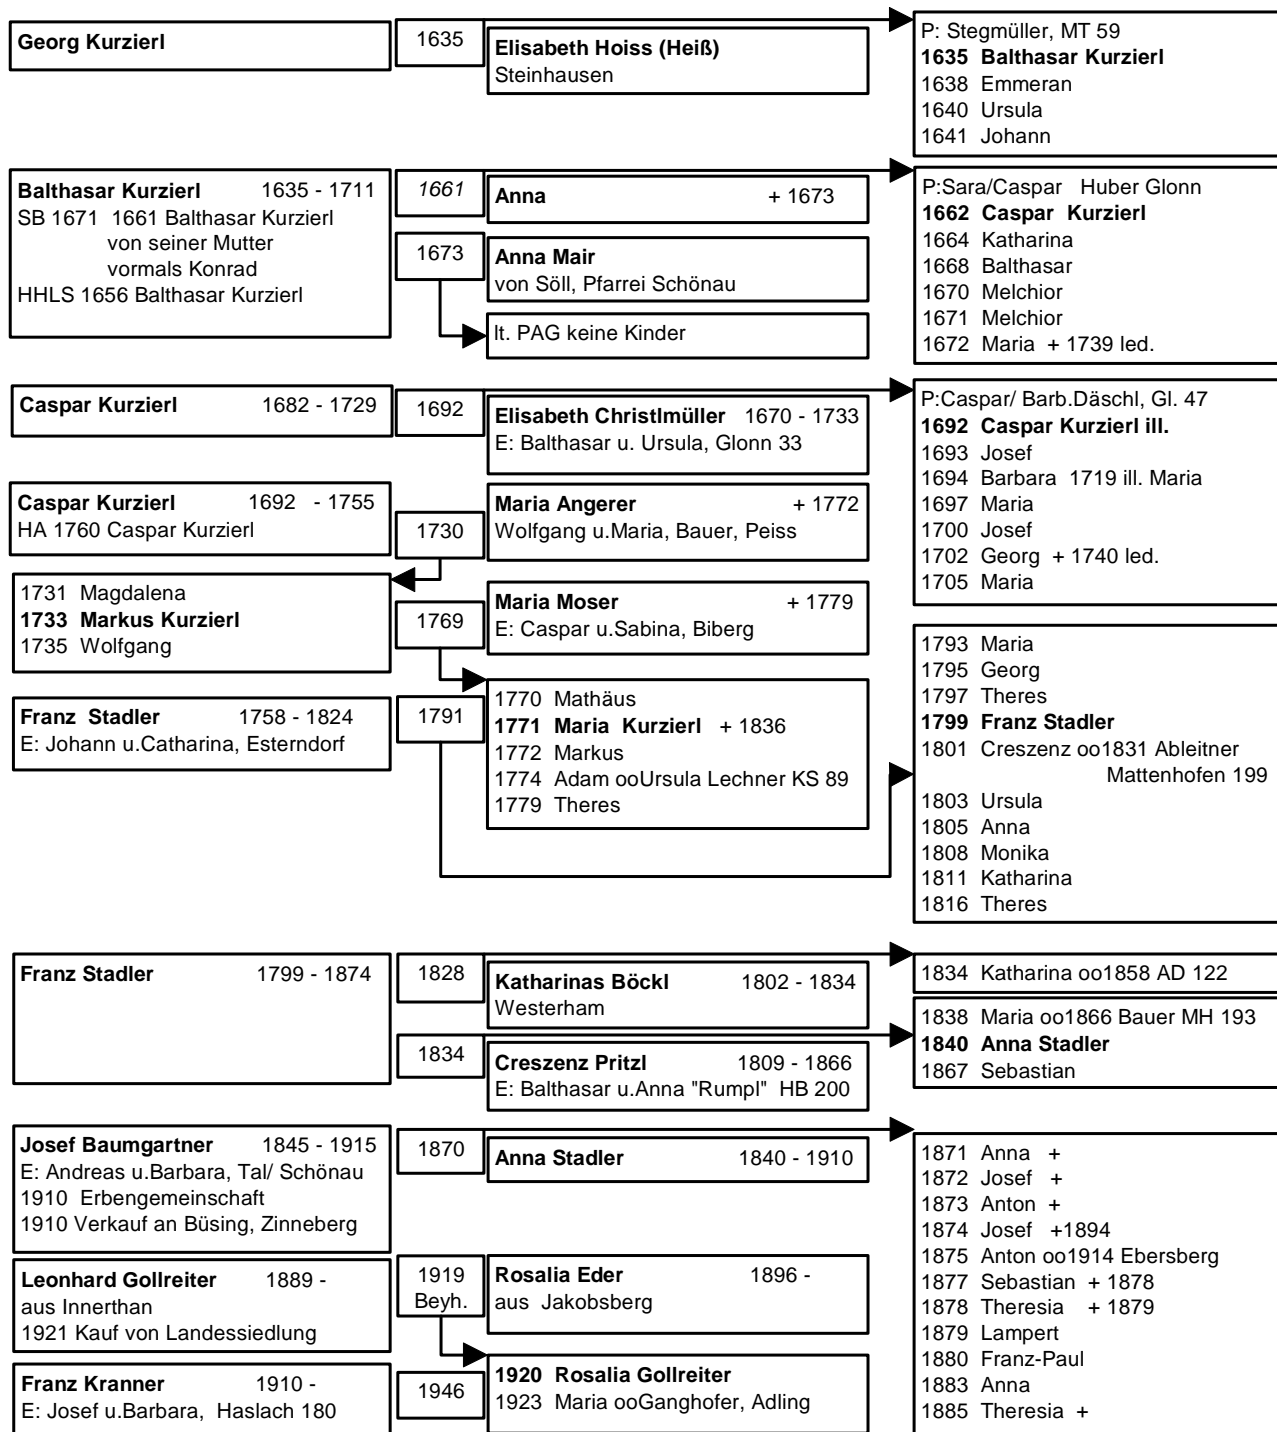 Georg Kurzierl
1635
Elisabeth Hoiss (Heiß)
Steinhausen
P: Stegmüller, MT 59
1635 Balthasar Kurzierl
1638 Emmeran
1640 Ursula
1641 Johann
Balthasar Kurzierl 1635 - 1711
SB 1671 1661 Balthasar Kurzierl
von seiner Mutter
vormals Konrad
HHLS 1656 Balthasar Kurzierl
1661
Anna + 1673
1673
Anna Mair
von Söll, Pfarrei Schönau
lt. PAG keine Kinder
P:Sara/Caspar Huber Glonn
1662 Caspar Kurzierl
1664 Katharina
1668 Balthasar
1670 Melchior
1671 Melchior
1672 Maria + 1739 led.
Caspar Kurzierl 1682 - 1729
1692
Elisabeth Christlmüller 1670 - 1733
E: Balthasar u. Ursula, Glonn 33
P:Caspar/ Barb.Däschl, Gl. 47
1692 Caspar Kurzierl ill.
1693 Josef
1694 Barbara 1719 ill. Maria
1697 Maria
1700 Josef
1702 Georg + 1740 led.
1705 Maria
Caspar Kurzierl 1692 - 1755
HA 1760 Caspar Kurzierl
1730
Maria Angerer + 1772
Wolfgang u.Maria, Bauer, Peiss
1731 Magdalena
1733 Markus Kurzierl
1735 Wolfgang
1769
Maria Moser + 1779
E: Caspar u.Sabina, Biberg
1770 Mathäus
1771 Maria Kurzierl + 1836
1772 Markus
1774 Adam ooUrsula Lechner KS 89
1779 Theres
Franz Stadler 1758 - 1824
E: Johann u.Catharina, Esterndorf
1791
1793 Maria
1795 Georg
1797 Theres
1799 Franz Stadler
1801 Creszenz oo1831 Ableitner
Mattenhofen 199
1803 Ursula
1805 Anna
1808 Monika
1811 Katharina
1816 Theres
Franz Stadler 1799 - 1874
1828
Katharinas Böckl 1802 - 1834
Westerham
1834 Katharina oo1858 AD 122
1834
Creszenz Pritzl 1809 - 1866
E: Balthasar u.Anna "Rumpl" HB 200
1838 Maria oo1866 Bauer MH 193
1840 Anna Stadler
1867 Sebastian
Josef Baumgartner 1845 - 1915
E: Andreas u.Barbara, Tal/ Schönau
1910 Erbengemeinschaft
1910 Verkauf an Büsing, Zinneberg
1870
Anna Stadler 1840 - 1910
1871 Anna +
1872 Josef +
1873 Anton +
1874 Josef +1894
1875 Anton oo1914 Ebersberg
1877 Sebastian + 1878
1878 Theresia + 1879
1879 Lampert
1880 Franz-Paul
1883 Anna
1885 Theresia +
Leonhard Gollreiter 1889 -
aus Innerthan
1921 Kauf von Landessiedlung
1919
Beyh.
Rosalia Eder 1896 -
aus Jakobsberg
1920 Rosalia Gollreiter
1923 Maria ooGanghofer, Adling
Franz Kranner 1910 -
E: Josef u.Barbara, Haslach 180
1946